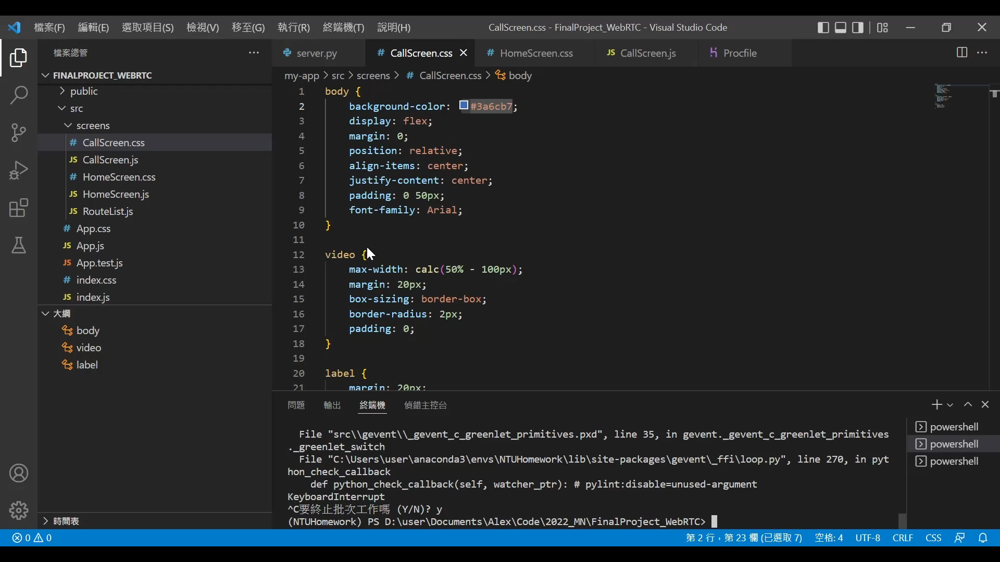 檔案(F) 編輯(E) 選取項目(S) 檢視(V) 移至(G) 執行(R) 終端機(T) 說明(H) CallScreen.css - FinalProject_WebRTC - Visual Studio Code
檔案總管
FINALPROJECT_WEBRTC
public
src
screens
# CallScreen.css
JS CallScreen.js
# HomeScreen.css
JS HomeScreen.js
JS RouteList.js
# App.css
JS App.js
JS App.test.js
# index.css
JS index.js
大綱
body
video
label
時間表
server.py # CallScreen.css # HomeScreen.css JS CallScreen.js Procfile
my-app > src > screens > # CallScreen.css > body
1 body {
2 background-color: #3a6cb7;
3 display: flex;
4 margin: 0;
5 position: relative;
6 align-items: center;
7 justify-content: center;
8 padding: 0 50px;
9 font-family: Arial;
10 }
11
12 video {
13 max-width: calc(50% - 100px);
14 margin: 20px;
15 box-sizing: border-box;
16 border-radius: 2px;
17 padding: 0;
18 }
19
20 label {
21 margin: 20px;
問題 輸出 終端機 偵錯主控台
File "src\\gevent\\_gevent_c_greenlet_primitives.pxd", line 35, in gevent._gevent_c_greenlet_primitives
._greenlet_switch
File "C:\Users\user\anaconda3\envs\NTUHomework\lib\site-packages\gevent\_ffi\loop.py", line 270, in pyt
hon_check_callback
def python_check_callback(self, watcher_ptr): # pylint:disable=unused-argument
KeyboardInterrupt
^C要終止批次工作嗎 (Y/N)? y
(NTUHomework) PS D:\user\Documents\Alex\Code\2022_MN\FinalProject_WebRTC>
powershell
powershell
powershell
0 0 第 2 行，第 23 欄 (已選取 7) 空格: 4 UTF-8 CRLF CSS